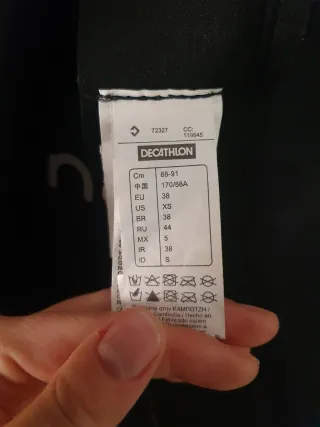 72327 CC: 119845
DECATHLON
Cm 88-91
中国 170/88A
EU 38
US XS
BR 38
RU 44
MX 5
IR 38
ID S
КАМПОТЗН /